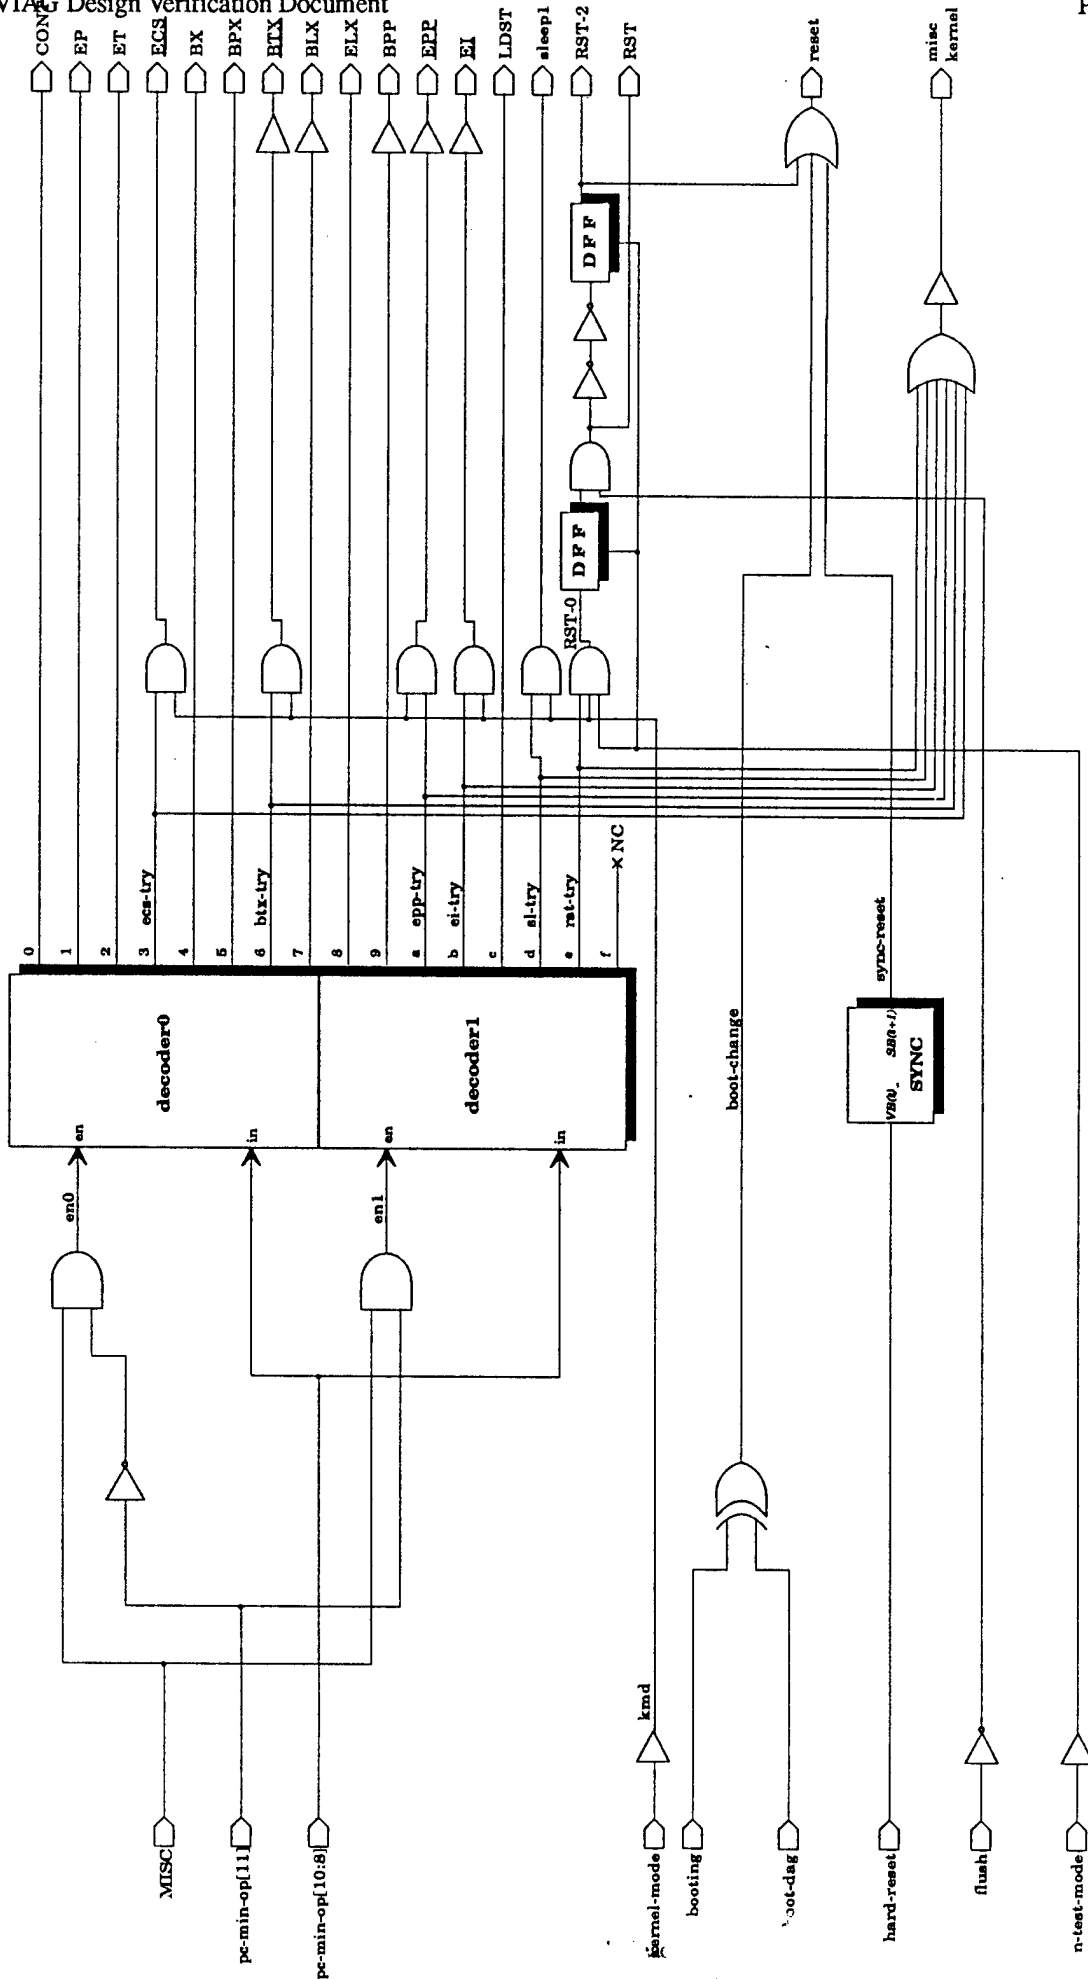 Design Verification Document
EP
ET
ECS
BX
BPX
BTX
BLX
ELX
BPP
EPP
EI
LDST
sleep1
RST-2
RST
reset
misc
kernel
DFF
DFF
RST-0
NC
0
1
2
3
4
5
6
7
8
9
a
b
c
d
e
f
ecs-try
btx-try
epp-try
ei-try
sl-try
rst-try
decoder0
decoder1
en
in
en
in
en0
en1
boot-change
sync-reset
SYNC
kmd
MISC
pc-min-op[11]
pc-min-op[10:8]
booting
hard-reset
flush
n-test-mode